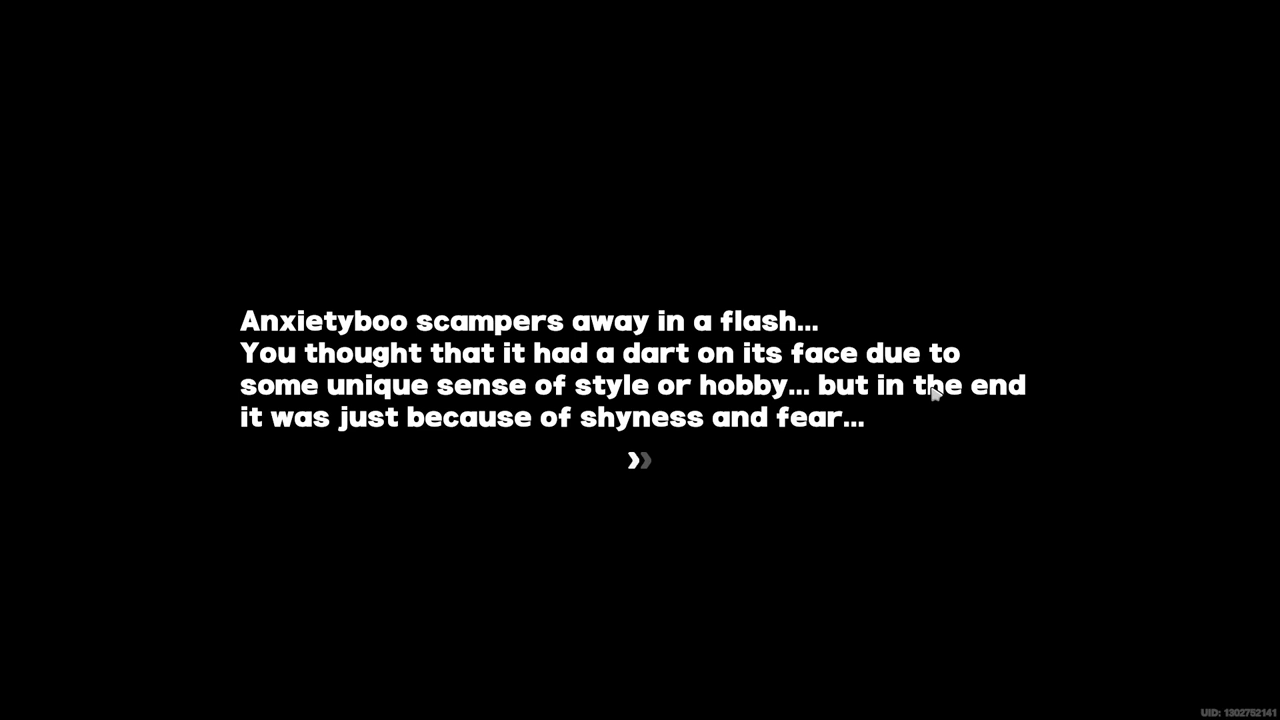 Anxietyboo scampers away in a flash...
You thought that it had a dart on its face due to
some unique sense of style or hobby... but in the end
it was just because of shyness and fear...
UID: 1302752141